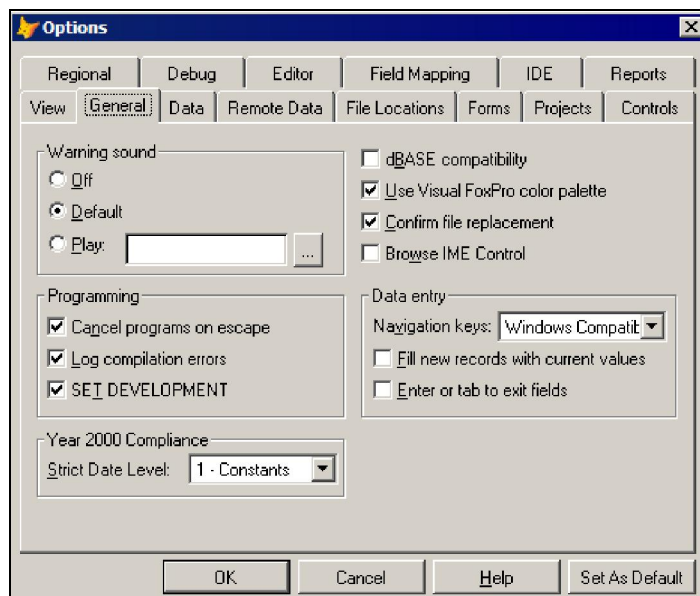 Options
Regional Debug Editor Field Mapping IDE Reports
View General Data Remote Data File Locations Forms Projects Controls
Warning sound
Off
Default
Play:
...
dBASE compatibility
Use Visual FoxPro color palette
Confirm file replacement
Browse IME Control
Programming
Cancel programs on escape
Log compilation errors
SET DEVELOPMENT
Data entry
Navigation keys: Windows Compatib
Fill new records with current values
Enter or tab to exit fields
Year 2000 Compliance
Strict Date Level: 1 - Constants
OK Cancel Help Set As Default